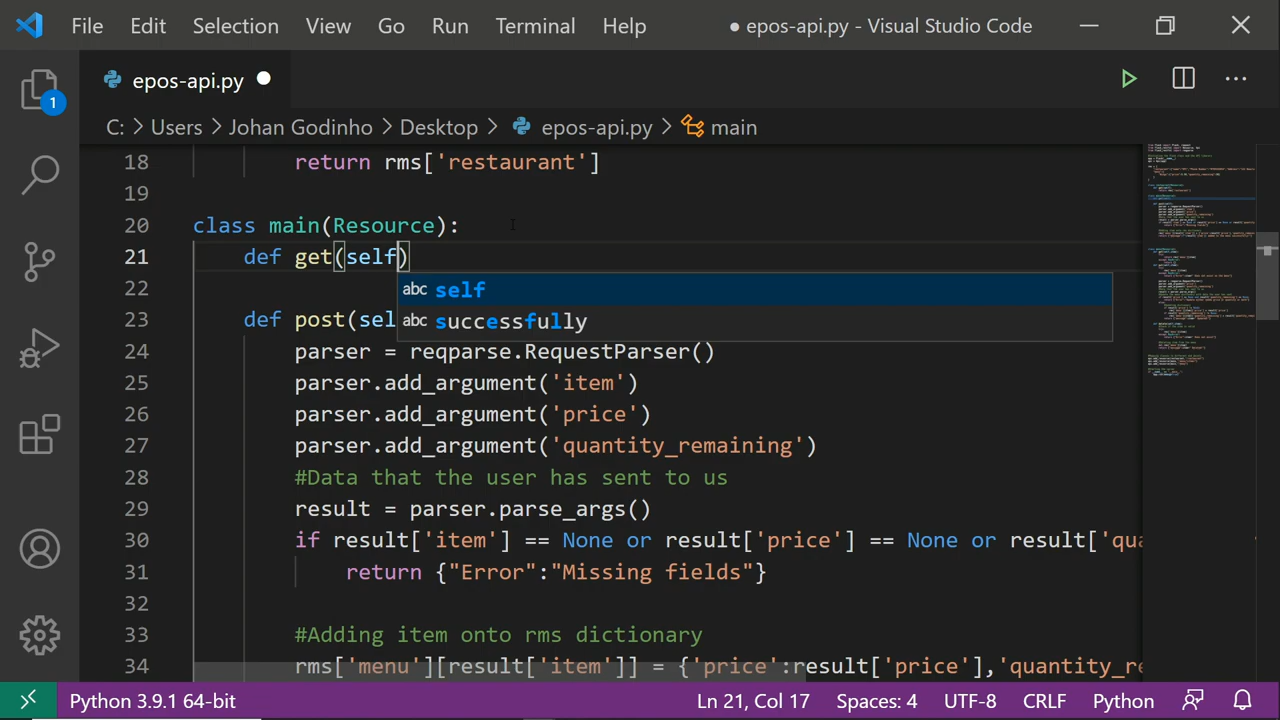 File Edit Selection View Go Run Terminal Help ● epos-api.py - Visual Studio Code
epos-api.py
1
C: > Users > Johan Godinho > Desktop > epos-api.py > main
18 return rms['restaurant']
19
20 class main(Resource):
21 def get(self)
abc self
22
abc successfully
23 def post(sel
24 parser = reqparse.RequestParser()
25 parser.add_argument('item')
26 parser.add_argument('price')
27 parser.add_argument('quantity_remaining')
28 #Data that the user has sent to us
29 result = parser.parse_args()
30 if result['item'] == None or result['price'] == None or result['qua
31 return {"Error":"Missing fields"}
32
33 #Adding item onto rms dictionary
34 rms['menu'][result['item']] = {'price':result['price'],'quantity_re
Python 3.9.1 64-bit Ln 21, Col 17 Spaces: 4 UTF-8 CRLF Python